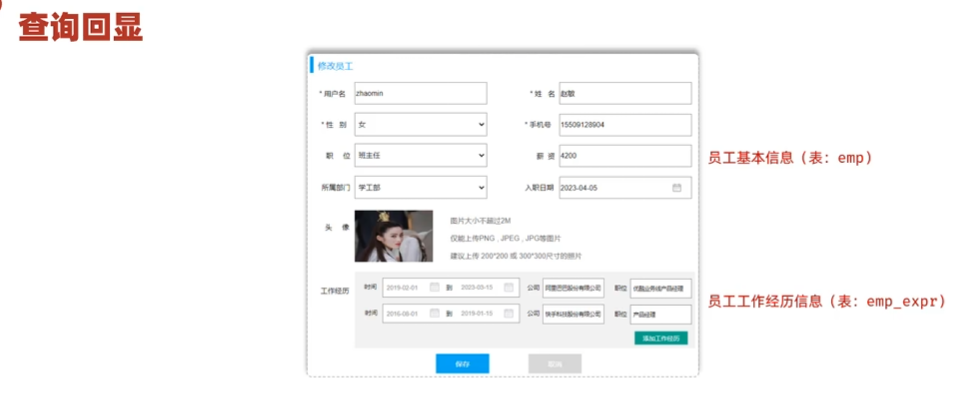 查询回显
修改员工
* 用户名 zhaomin * 姓 名 赵敏
* 性 别 女 * 手机号 15509128904
职 位 班主任 薪 资 4200
所属部门 学工部 入职日期 2023-04-05
员工基本信息（表：emp）
头 像
图片大小不超过2M
仅能上传PNG , JPEG , JPG等图片
建议上传 200*200 或 300*300尺寸的照片
工作经历 时间 2019-02-01 到 2023-03-15 公司 阿里巴巴股份有限公司 职位 优酷业务线产品经理
时间 2016-06-01 到 2019-01-15 公司 快手科技股份有限公司 职位 产品经理
员工工作经历信息（表：emp_expr）
添加工作经历
保存 取消